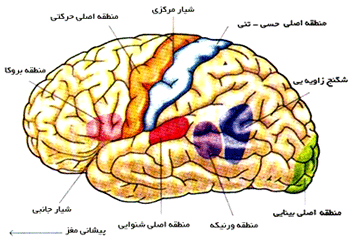 شیار مرکزی
منطقه اصلی حسی - تنی
منطقه اصلی حرکتی
منطقه بروکا
شکنج زاویه یی
شیار جانبی
منطقه اصلی شنوایی
منطقه ورنیکه
منطقه اصلی بینایی
پیشانی مغز